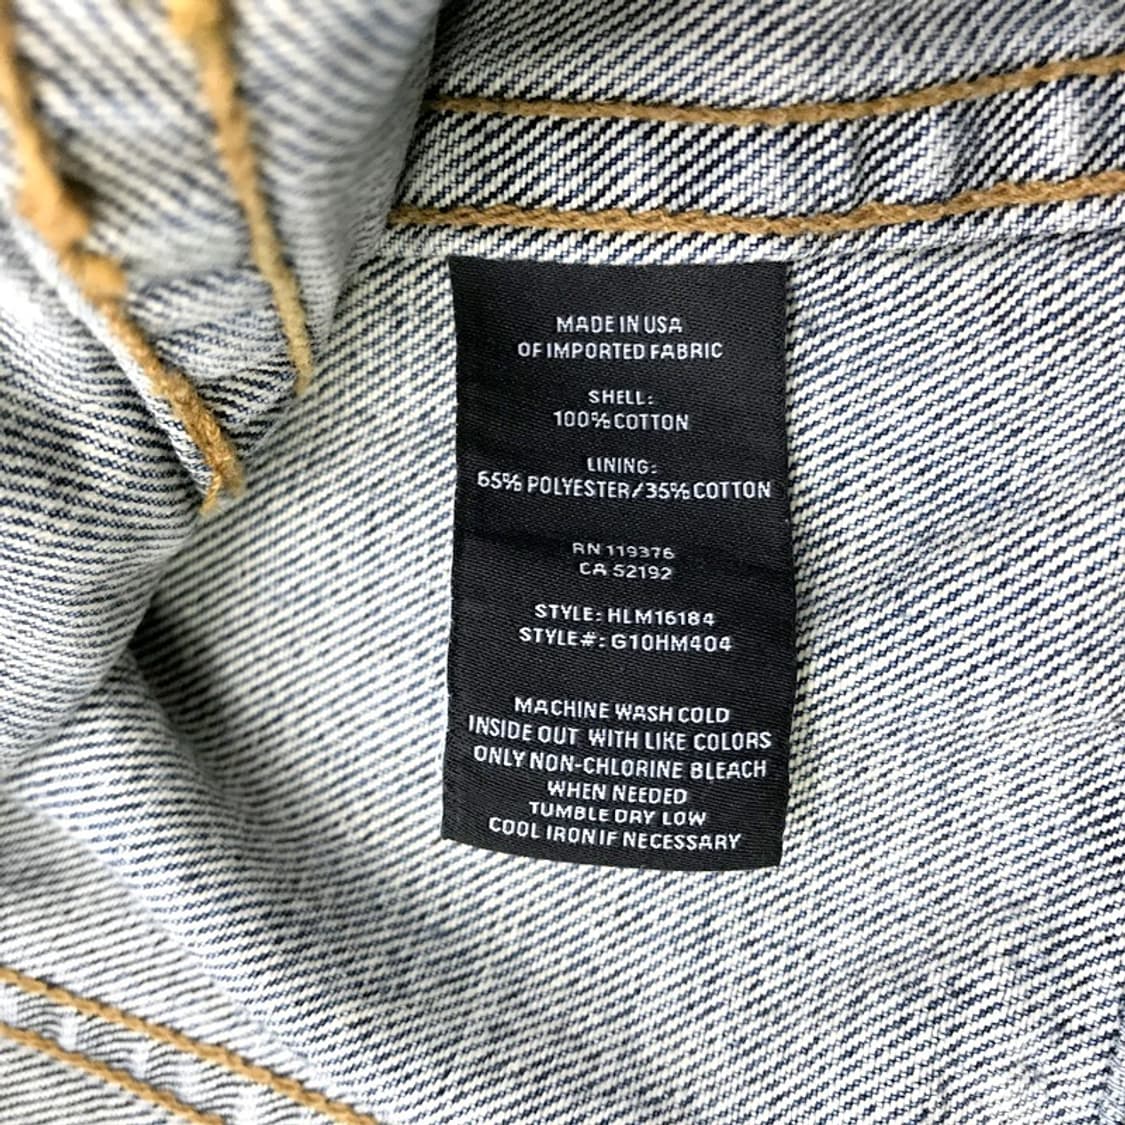 MADE IN USA
OF IMPORTED FABRIC
SHELL:
100% COTTON
LINING:
65% POLYESTER/35% COTTON
RN 119376
CA 52192
STYLE: HLM16184
STYLE#: G10HM404
MACHINE WASH COLD
INSIDE OUT WITH LIKE COLORS
ONLY NON-CHLORINE BLEACH
WHEN NEEDED
TUMBLE DRY LOW
COOL IRON IF NECESSARY